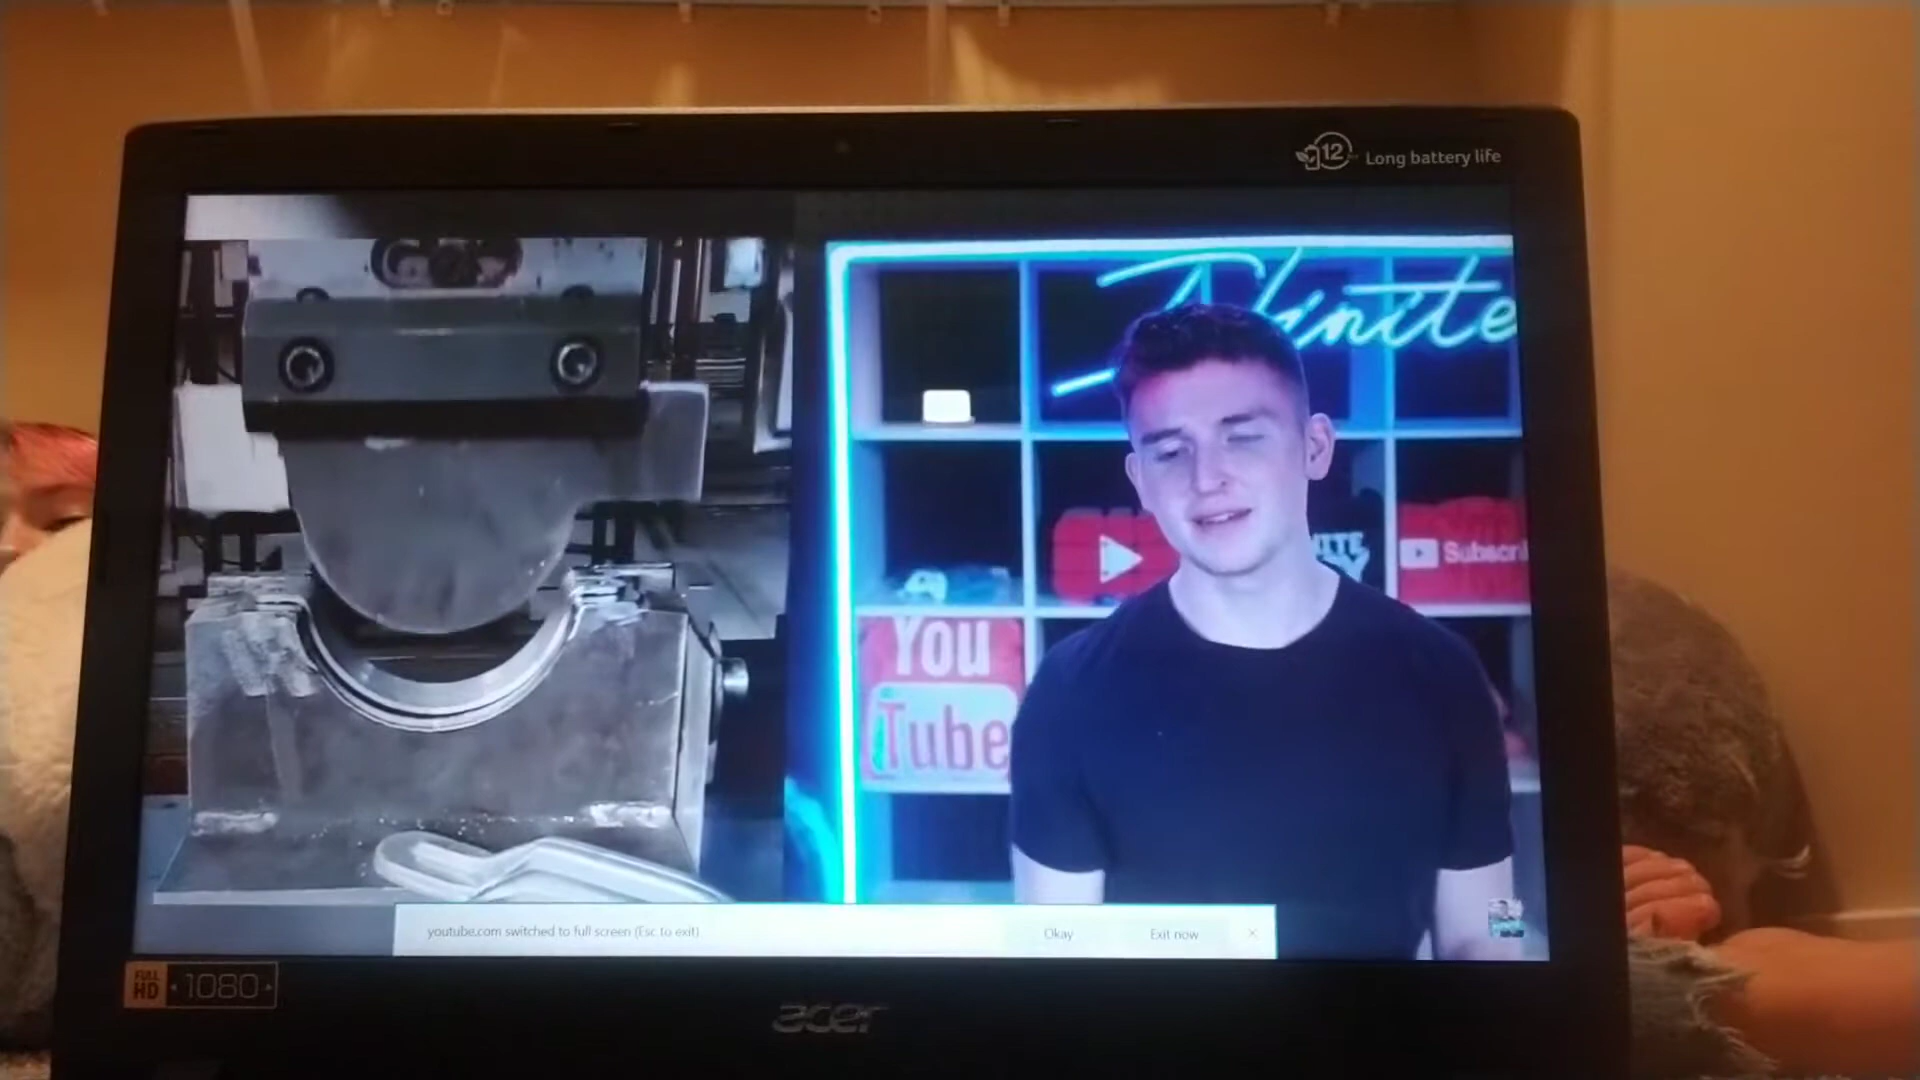 12 Long battery life
Subscri
You
Tube
youtube.com switched to full screen (Esc to exit)
Okay
Exit now
FULL
HD
1080
acer